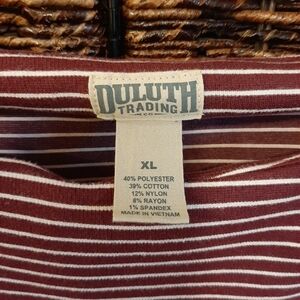 DULUTH
TRADING
XL
40% POLYESTER
39% COTTON
12% NYLON
8% RAYON
1% SPANDEX
MADE IN VIETNAM